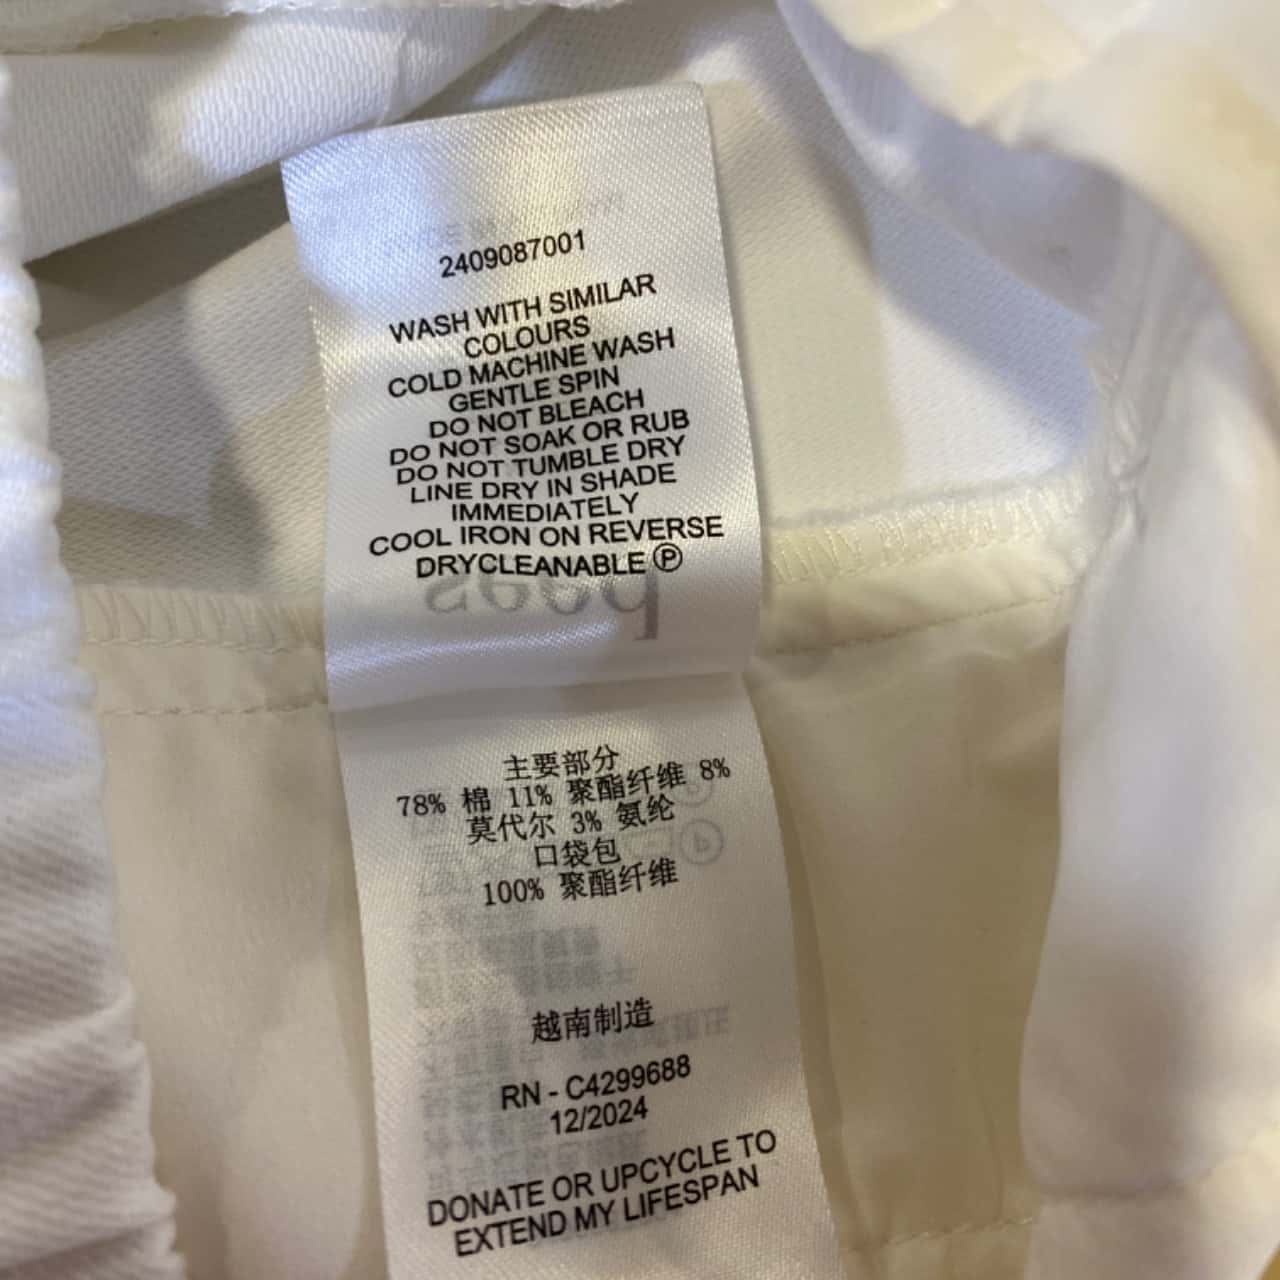 2409087001
WASH WITH SIMILAR
COLOURS
COLD MACHINE WASH
GENTLE SPIN
DO NOT BLEACH
DO NOT SOAK OR RUB
DO NOT TUMBLE DRY
LINE DRY IN SHADE
IMMEDIATELY
COOL IRON ON REVERSE
DRYCLEANABLE Ⓟ
seed
主要部分
78% 棉 11% 聚酯纤维 8%
莫代尔 3% 氨纶
口袋包
100% 聚酯纤维
越南制造
RN - C4299688
12/2024
DONATE OR UPCYCLE TO
EXTEND MY LIFESPAN